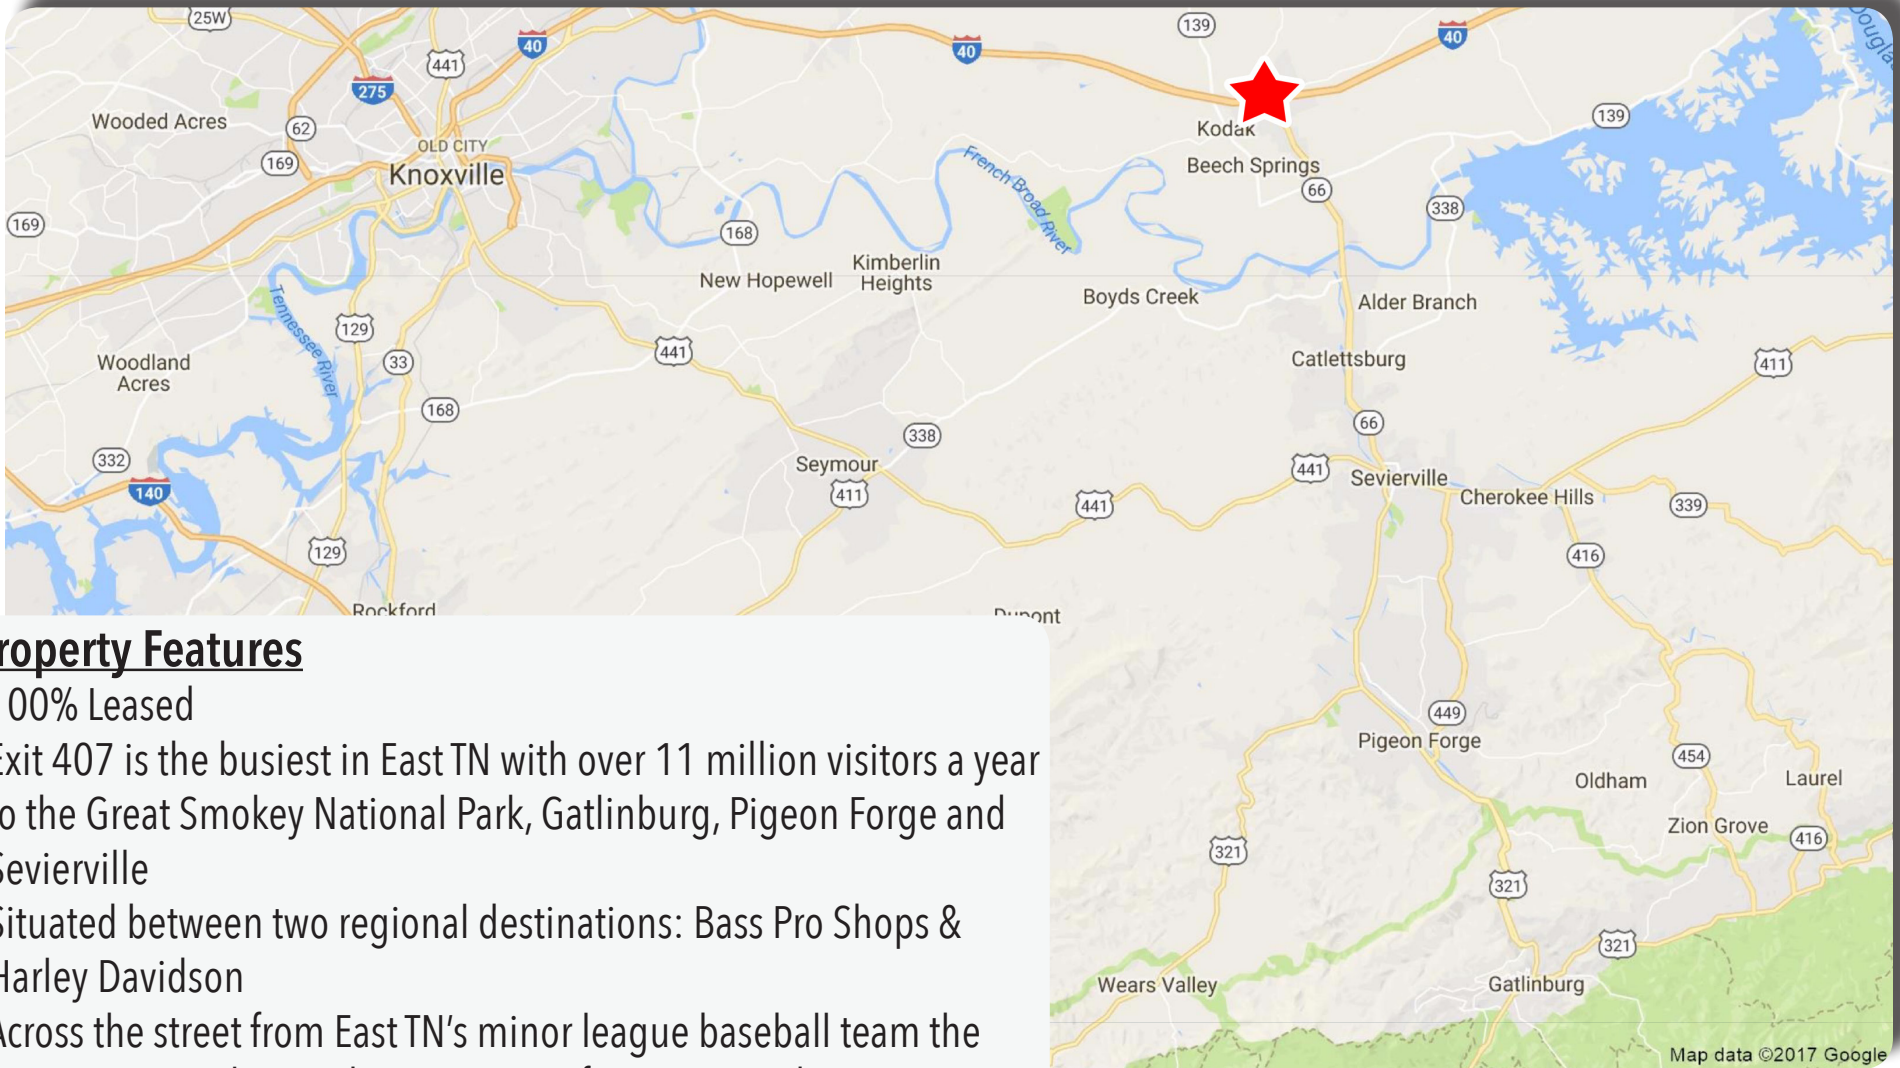 25W
139
40
40
40
441
275
Wooded Acres
62
139
Kodak
OLD CITY
169
Knoxville
French Broad River
Beech Springs
66
169
338
168
Kimberlin
Heights
New Hopewell
Boyds Creek
Alder Branch
Tennessee River
129
Woodland
Acres
33
441
Catlettsburg
411
168
66
338
332
Seymour
441
Sevierville
140
411
441
Cherokee Hills
339
129
416
Rockford
Dupont
roperty Features
00% Leased
Exit 407 is the busiest in East TN with over 11 million visitors a year
o the Great Smokey National Park, Gatlinburg, Pigeon Forge and
Sevierville
Situated between two regional destinations: Bass Pro Shops &
Harley Davidson
Across the street from East TN's minor league baseball team the
449
Pigeon Forge
454
Oldham
Laurel
Zion Grove
416
321
321
321
Wears Valley
Gatlinburg
Map data ©2017 Google